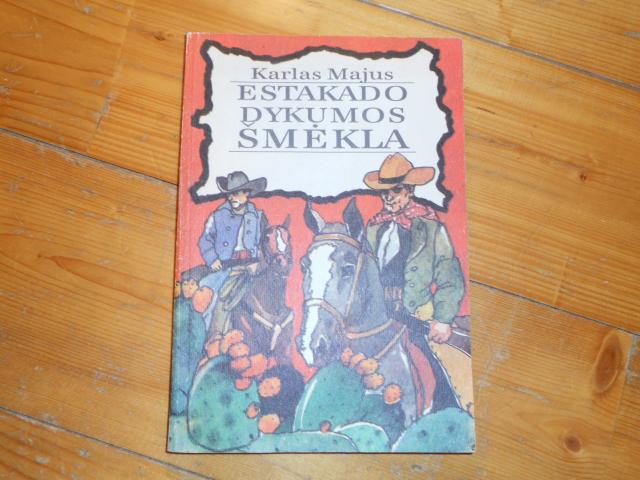 Karlas Majus
ESTAKADO
DYKUMOS
ŠMĖKLA